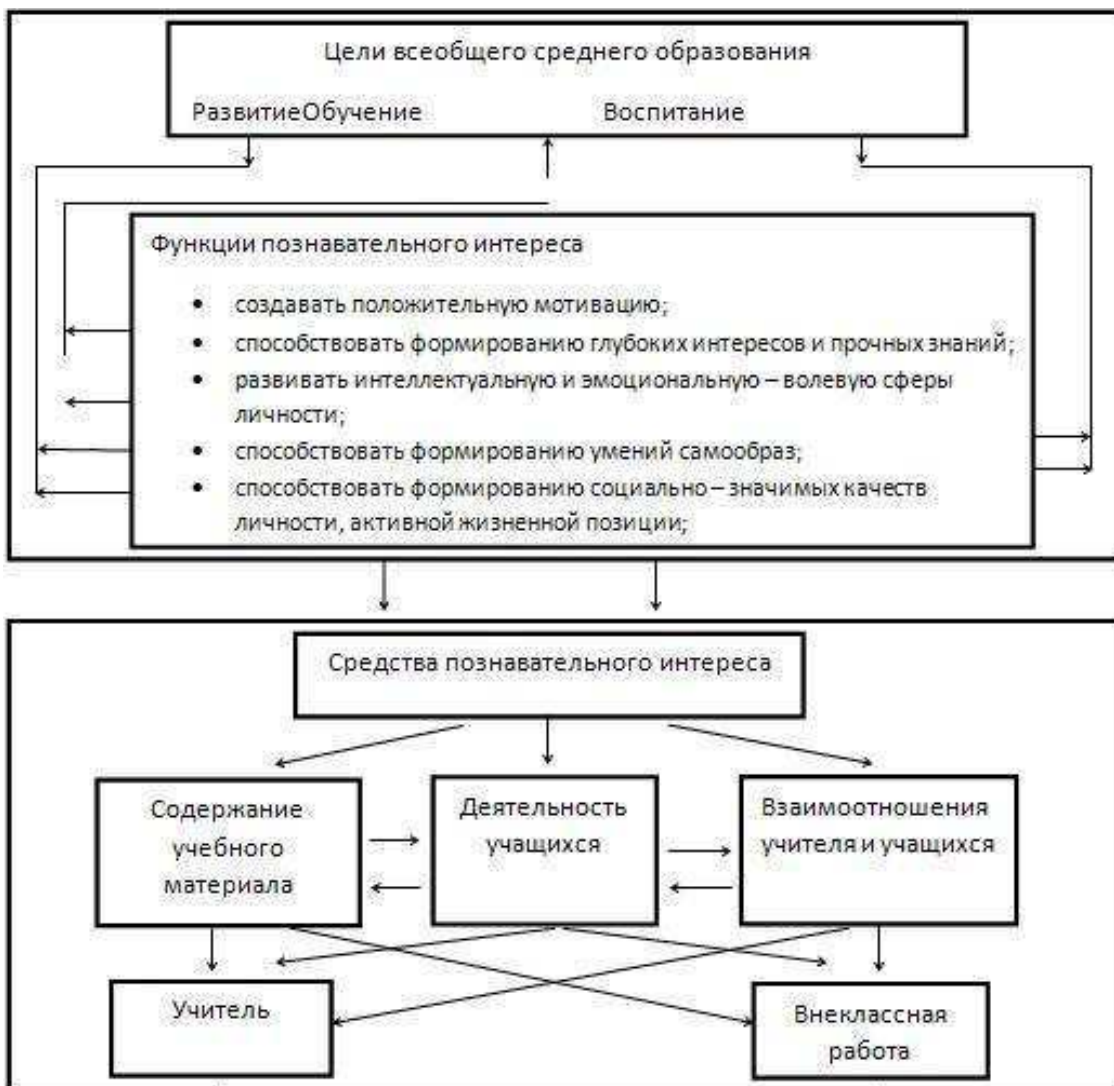 Цели всеобщего среднего образования
РазвитиеОбучение Воспитание
Функции познавательного интереса
• создавать положительную мотивацию;
• способствовать формированию глубоких интересов и прочных знаний;
• развивать интеллектуальную и эмоциональную – волевую сферы
личности;
• способствовать формированию умений самообраз;
• способствовать формированию социально – значимых качеств
личности, активной жизненной позиции;
Средства познавательного интереса
Содержание
учебного
материала
Деятельность
учащихся
Взаимоотношения
учителя и учащихся
Учитель
Внеклассная
работа